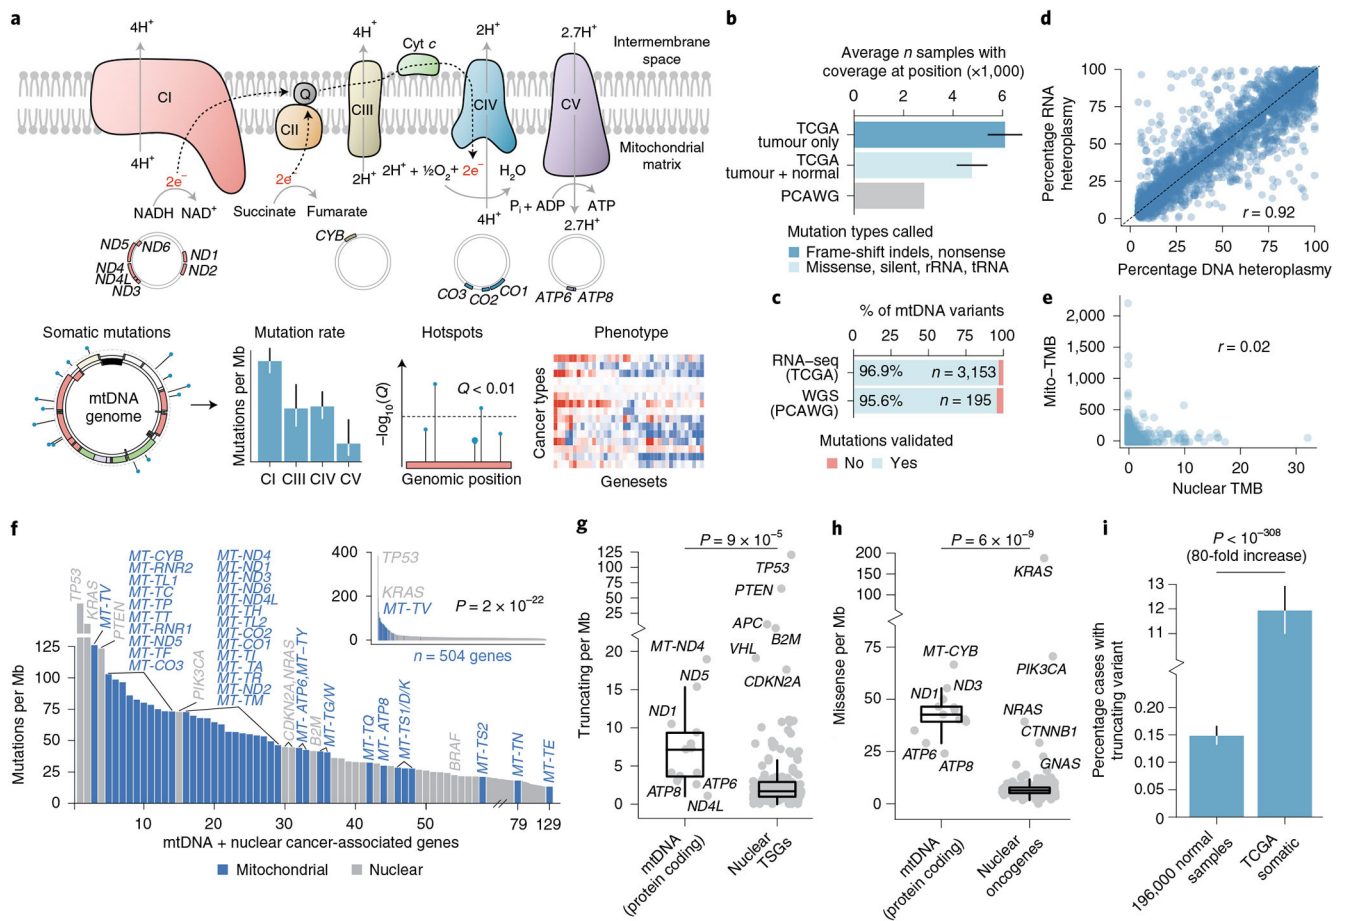 a
4H+
4H+
Cyt c
2H+
2.7H+
Intermembrane
space
CI
Q
CII
CIII
CIV
CV
Mitochondrial
matrix
4H+
2e−
2e−
2H+
2H+ + ½O2+ 2e−
H2O
NADH
NAD+
Succinate
Fumarate
4H+
Pi + ADP
ATP
2.7H+
ND5
ND6
ND4
ND4L
ND3
ND1
ND2
CYB
CO3
CO2
CO1
ATP6
ATP8
Somatic mutations
mtDNA
genome
Mutation rate
Mutations per Mb
CI CIII CIV CV
Hotspots
−log10(Q)
Q < 0.01
Genomic position
Phenotype
Cancer types
Genesets
b
Average n samples with
coverage at position (×1,000)
0 2 4 6
TCGA
tumour only
TCGA
tumour + normal
PCAWG
Mutation types called
Frame-shift indels, nonsense
Missense, silent, rRNA, tRNA
c
% of mtDNA variants
0 25 50 75 100
RNA−seq
(TCGA)
96.9% n = 3,153
WGS
(PCAWG)
95.6% n = 195
Mutations validated
No Yes
d
Percentage RNA
heteroplasmy
100
75
50
25
0
r = 0.92
0 25 50 75 100
Percentage DNA heteroplasmy
e
Mito−TMB
2,000
1,500
1,000
500
0
r = 0.02
0 10 20 30
Nuclear TMB
f
Mutations per Mb
125
100
75
50
25
0
TP53
KRAS
MT-TV
PTEN
MT-CYB
MT-RNR2
MT-TL1
MT-TC
MT-TP
MT-TT
MT-RNR1
MT-ND5
MT-TF
MT-CO3
PIK3CA
MT-ND4
MT-ND1
MT-ND3
MT-ND6
MT-ND4L
MT-TH
MT-TL2
MT-CO2
MT-CO1
MT-TI
MT-TA
MT-TR
MT-ND2
MT-TM
CDKN2A,NRAS
MT- ATP6,MT−TY
B2M
MT-TG/W
MT-TQ
MT- ATP8
MT-TS1/D/K
BRAF
MT-TS2
MT-TN
MT-TE
400
200
0
TP53
KRAS
MT-TV
P = 2 × 10−22
n = 504 genes
10 20 30 40 50 79 129
mtDNA + nuclear cancer-associated genes
Mitochondrial Nuclear
g
P = 9 × 10−5
Truncating per Mb
125
100
75
50
25
20
15
10
5
0
TP53
PTEN
APC
B2M
VHL
CDKN2A
MT-ND4
ND5
ND1
ATP8
ATP6
ND4L
mtDNA
(protein coding)
Nuclear
TSGs
h
P = 6 × 10−9
Missense per Mb
200
150
100
75
50
25
0
KRAS
MT-CYB
PIK3CA
ND1
ND3
NRAS
CTNNB1
ATP6
ATP8
GNAS
mtDNA
(protein coding)
Nuclear
oncogenes
i
P < 10−308
(80-fold increase)
Percentage cases with
truncating variant
13
12
11
0.20
0.15
0.10
0.05
0
196,000 normal
samples
TCGA
somatic